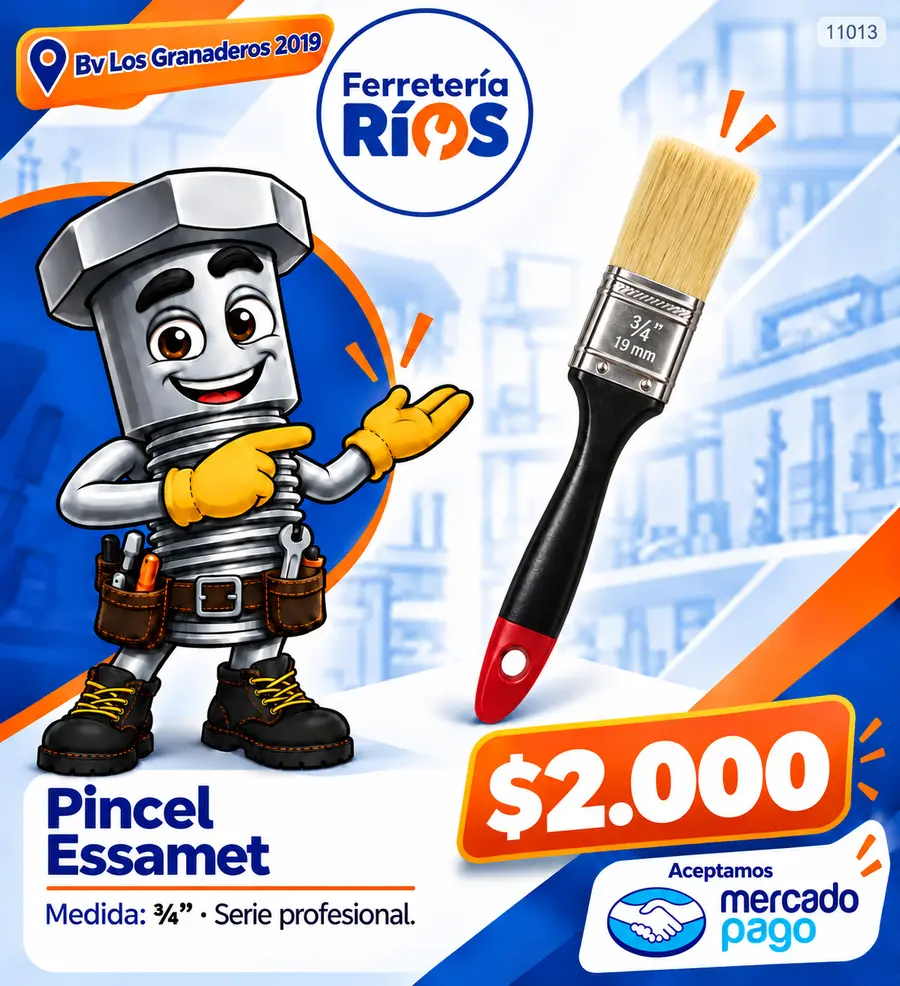 Bv Los Granaderos 2019
Ferretería
RÍOS
11013
3/4"
19 mm
$2.000
Pincel
Essamet
Medida: ¾” · Serie profesional.
Aceptamos
mercado
pago